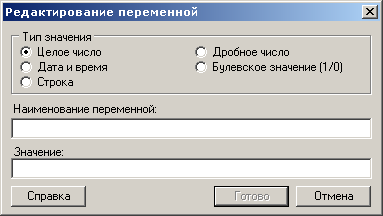 Редактирование переменной
Тип значения
Целое число
Дробное число
Дата и время
Булевское значение (1/0)
Строка
Наименование переменной:
Значение:
Справка
Готово
Отмена